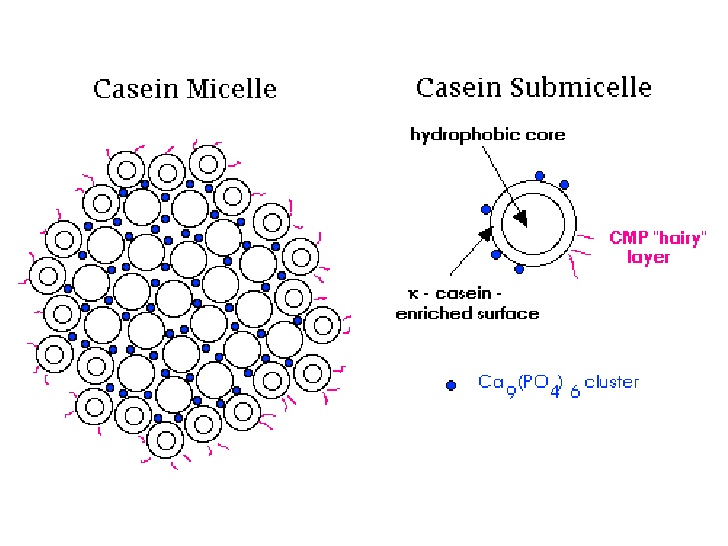 Casein Micelle
Casein Submicelle
hydrophobic core
CMP "hairy"
layer
κ - casein -
enriched surface
Ca9(PO4)6 cluster